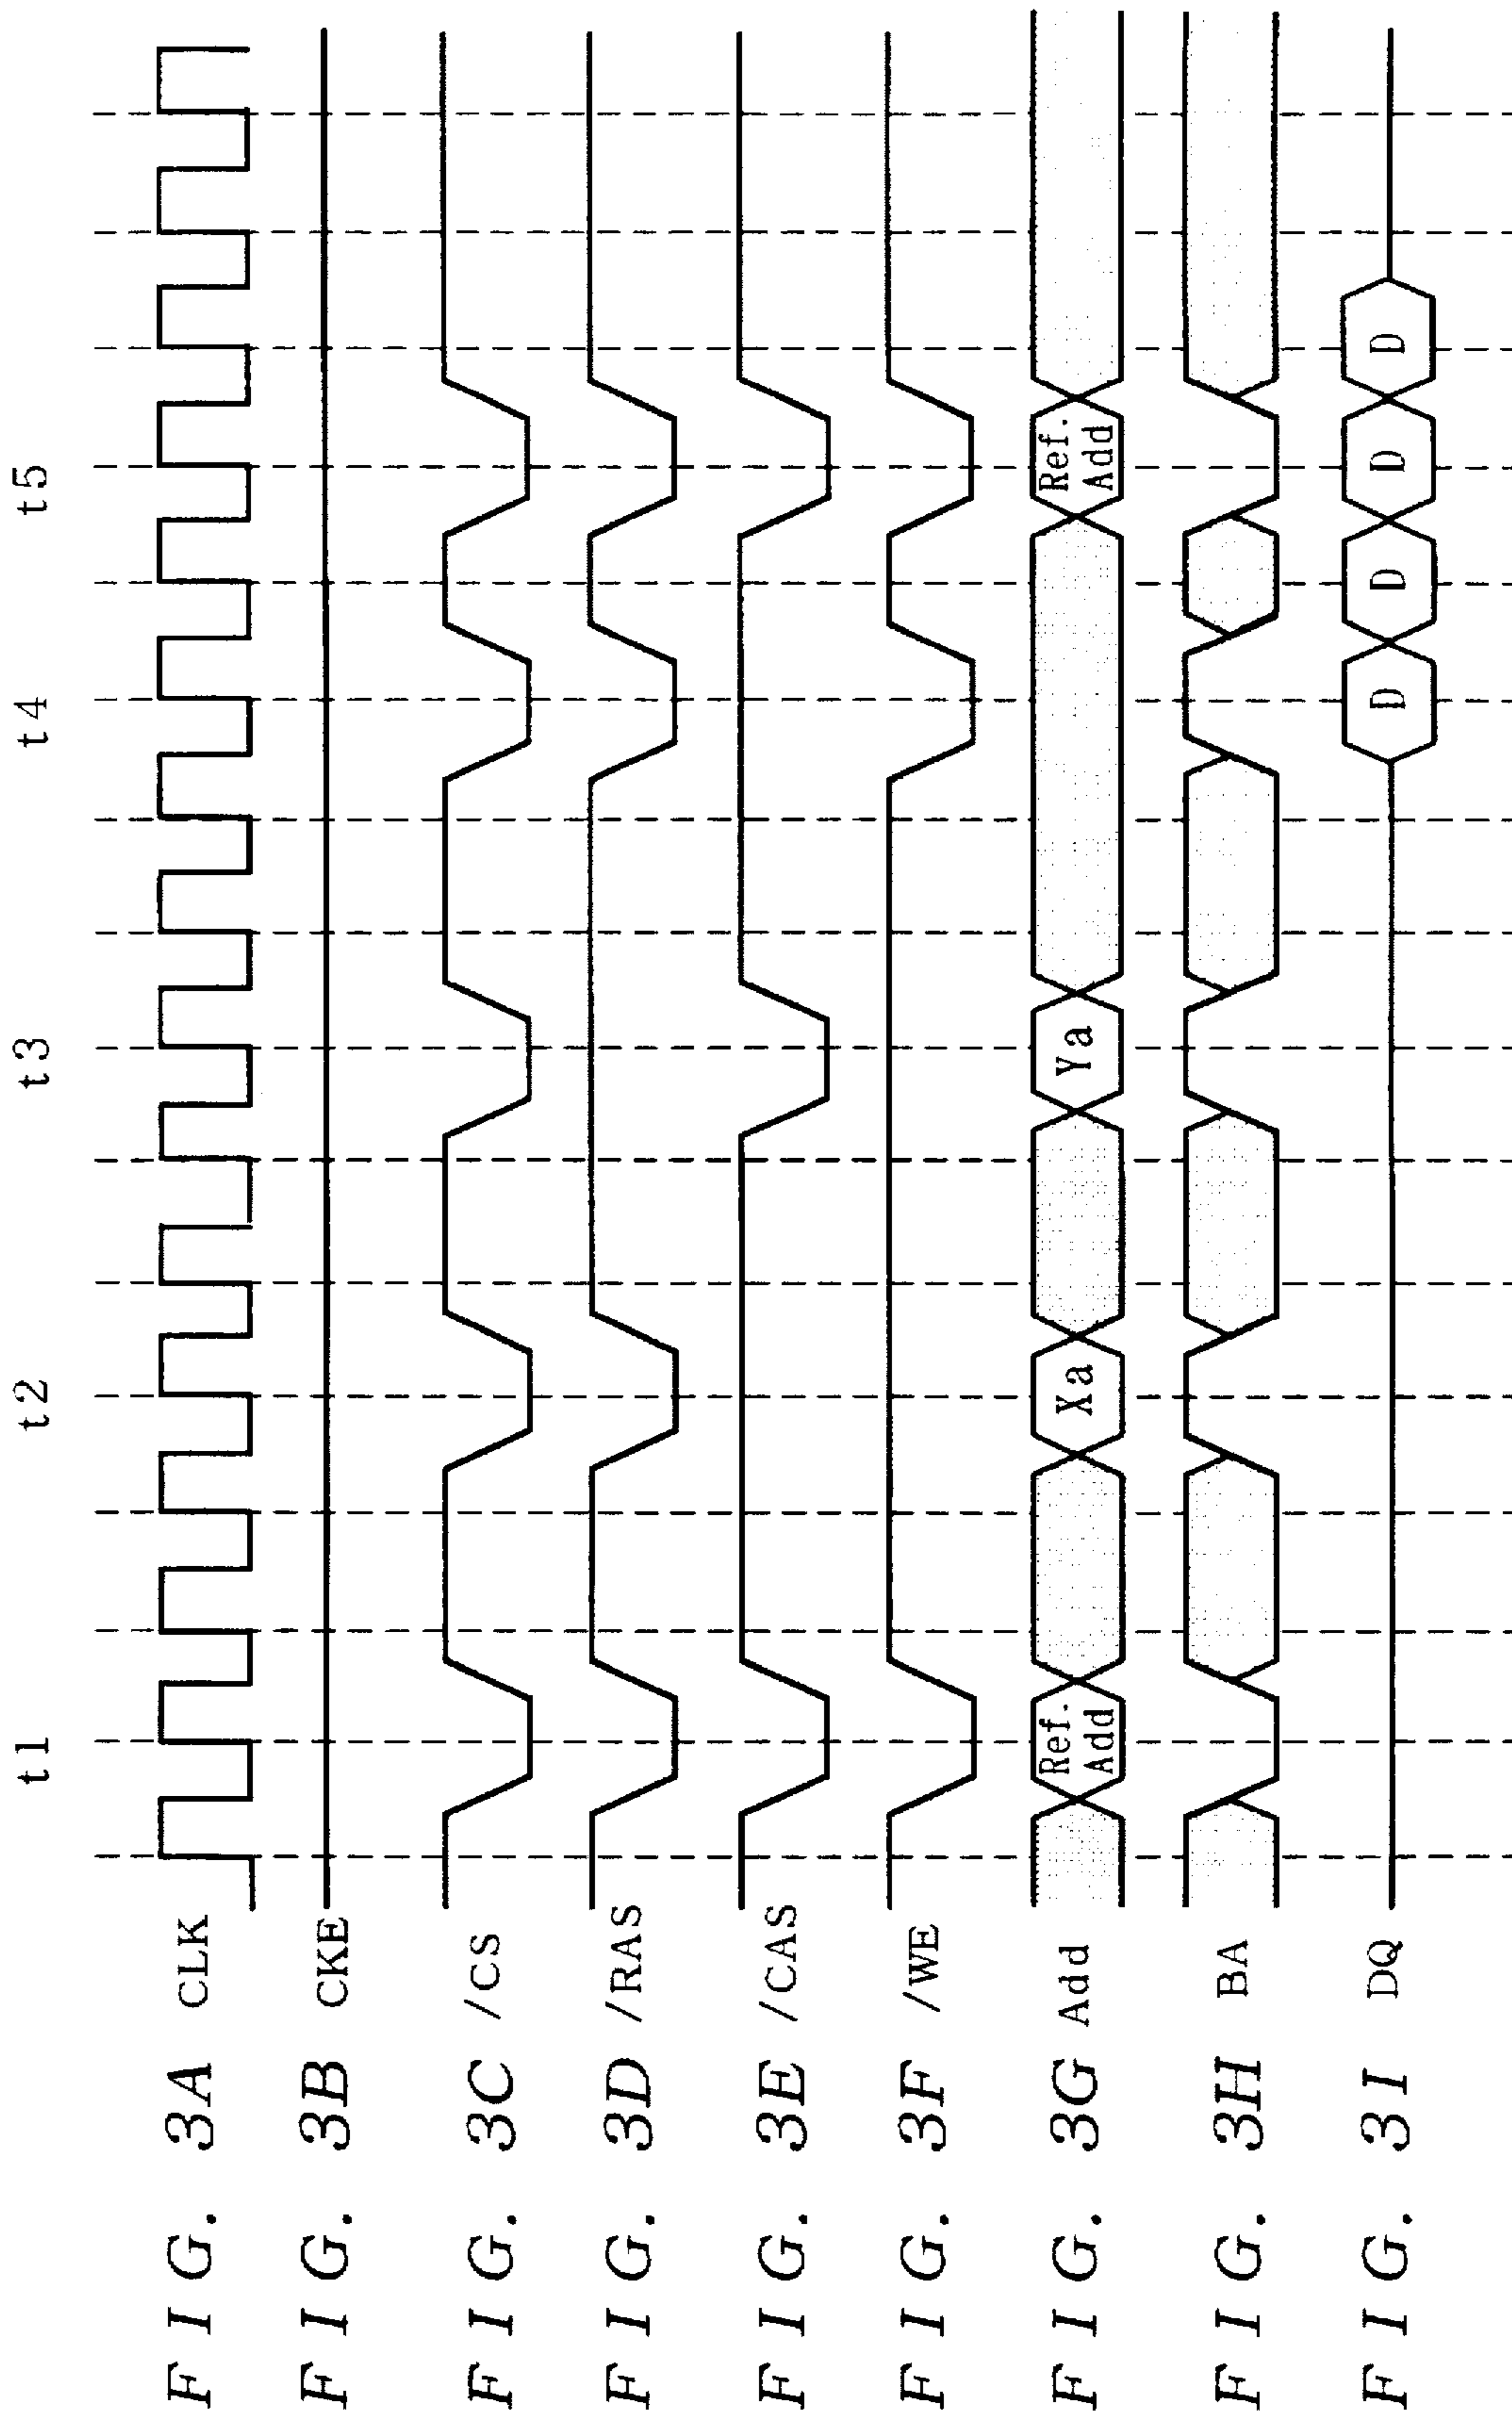 t1 t2 t3 t4 t5
FIG. 3A CLK
FIG. 3B CKE
FIG. 3C /CS
FIG. 3D /RAS
FIG. 3E /CAS
FIG. 3F /WE
FIG. 3G Add Ref. Add Xa Ya Ref. Add
FIG. 3H BA
FIG. 3I DQ D D D D